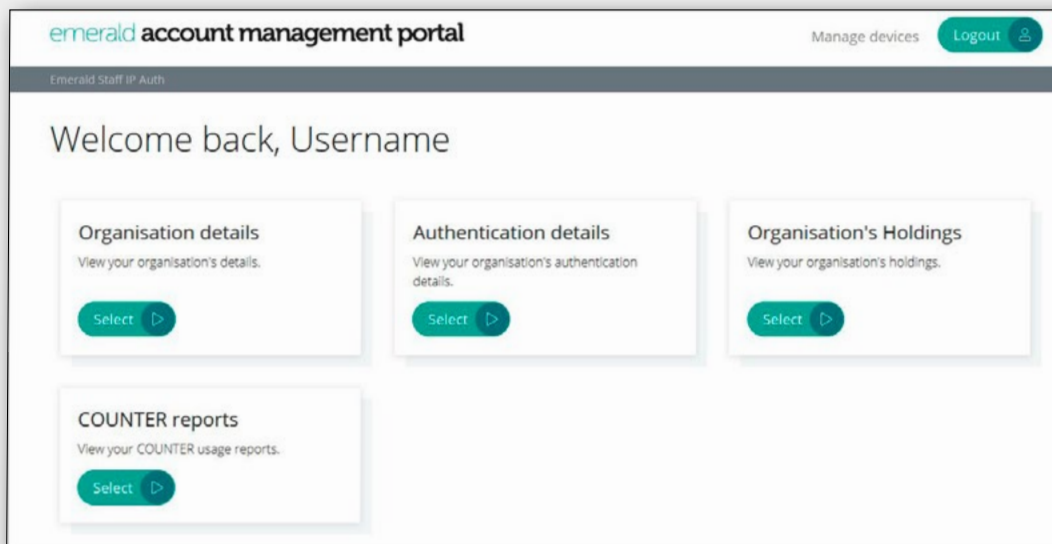 emerald account management portal
Manage devices
Logout
Emerald Staff IP Auth
Welcome back, Username
Organisation details
View your organisation's details.
Select
Authentication details
View your organisation's authentication
details.
Select
Organisation's Holdings
View your organisation's holdings.
Select
COUNTER reports
View your COUNTER usage reports.
Select